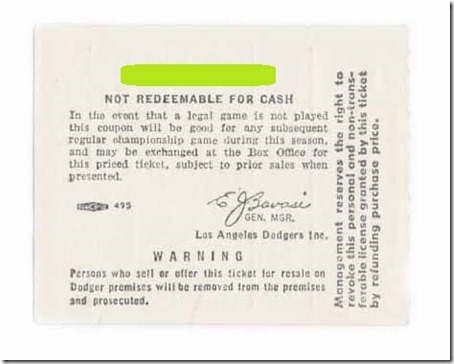 NOT REDEEMABLE FOR CASH
In the event that a legal game is not played
this coupon will be good for any subsequent
regular championship game during this season,
and may be exchanged at the Box Office for
this priced ticket, subject to prior sales when
presented.
495
E J Bavasi
GEN. MGR.
Los Angeles Dodgers Inc.
WARNING
Persons who sell or offer this ticket for resale on
Dodger premises will be removed from the premises
and prosecuted.
Management reserves the right to
revoke this personal and non-trans-
ferable license granted by this ticket
by refunding purchase price.